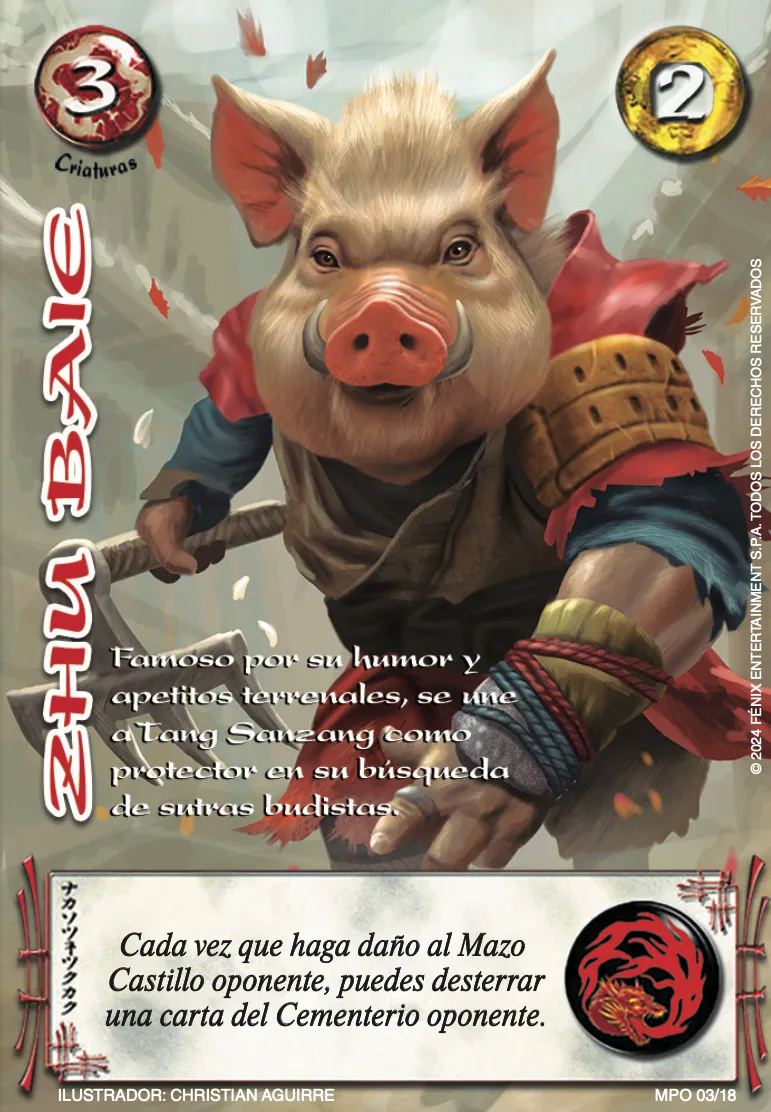 3
2
Criaturas
ZHU BAJE
Famoso por su humor y
apetitos terrenales, se une
a Tang Sanzang como
protector en su búsqueda
de sutras budistas.
© 2024 FÉNIX ENTERTAINMENT S.P.A. TODOS LOS DERECHOS RESERVADOS
Cada vez que haga daño al Mazo
Castillo oponente, puedes desterrar
una carta del Cementerio oponente.
ILUSTRADOR: CHRISTIAN AGUIRRE
MPO 03/18